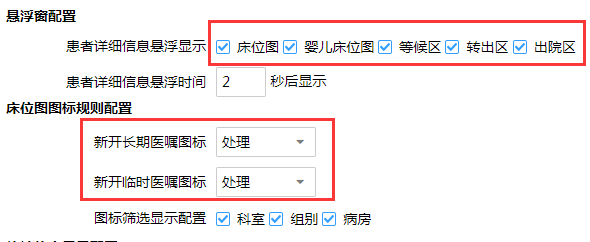 悬浮窗配置
患者详细信息悬浮显示 床位图 婴儿床位图 等候区 转出区 出院区
患者详细信息悬浮时间 2 秒后显示
床位图图标规则配置
新开长期医嘱图标 处理
新开临时医嘱图标 处理
图标筛选显示配置 科室 组别 病房